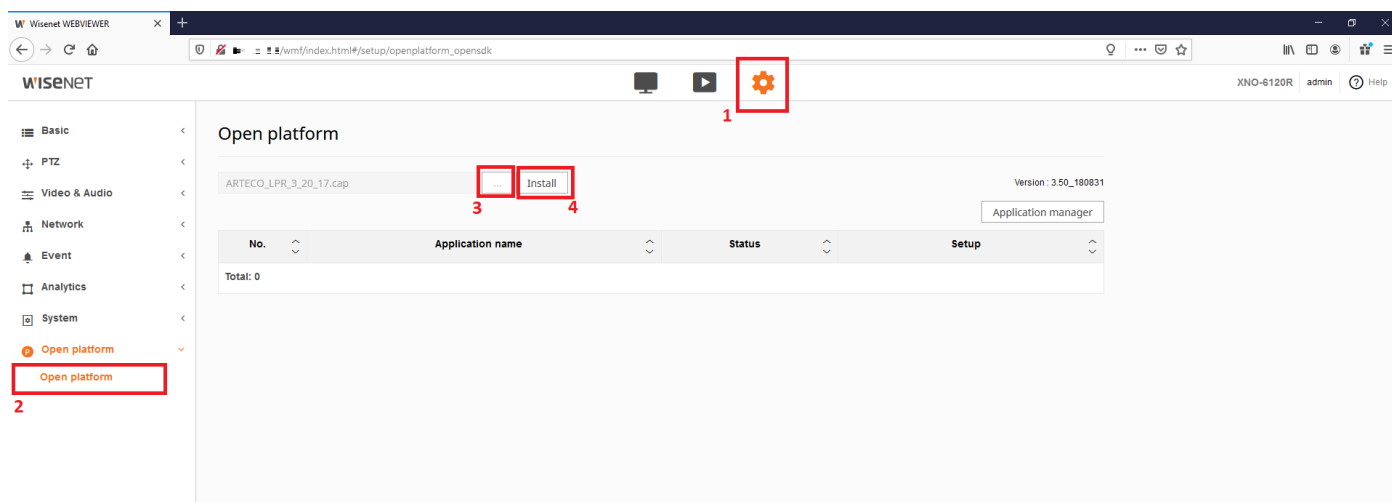 Wisenet WEBVIEWER
/wmf/index.html#/setup/openplatform_opensdk
WISENET
XNO-6120R admin Help
1
Basic
PTZ
Video & Audio
Network
Event
Analytics
System
Open platform
Open platform
2
Open platform
ARTECO_LPR_3_20_17.cap ... Install
3 4
Version : 3.50_180831
Application manager
No. Application name Status Setup
Total: 0